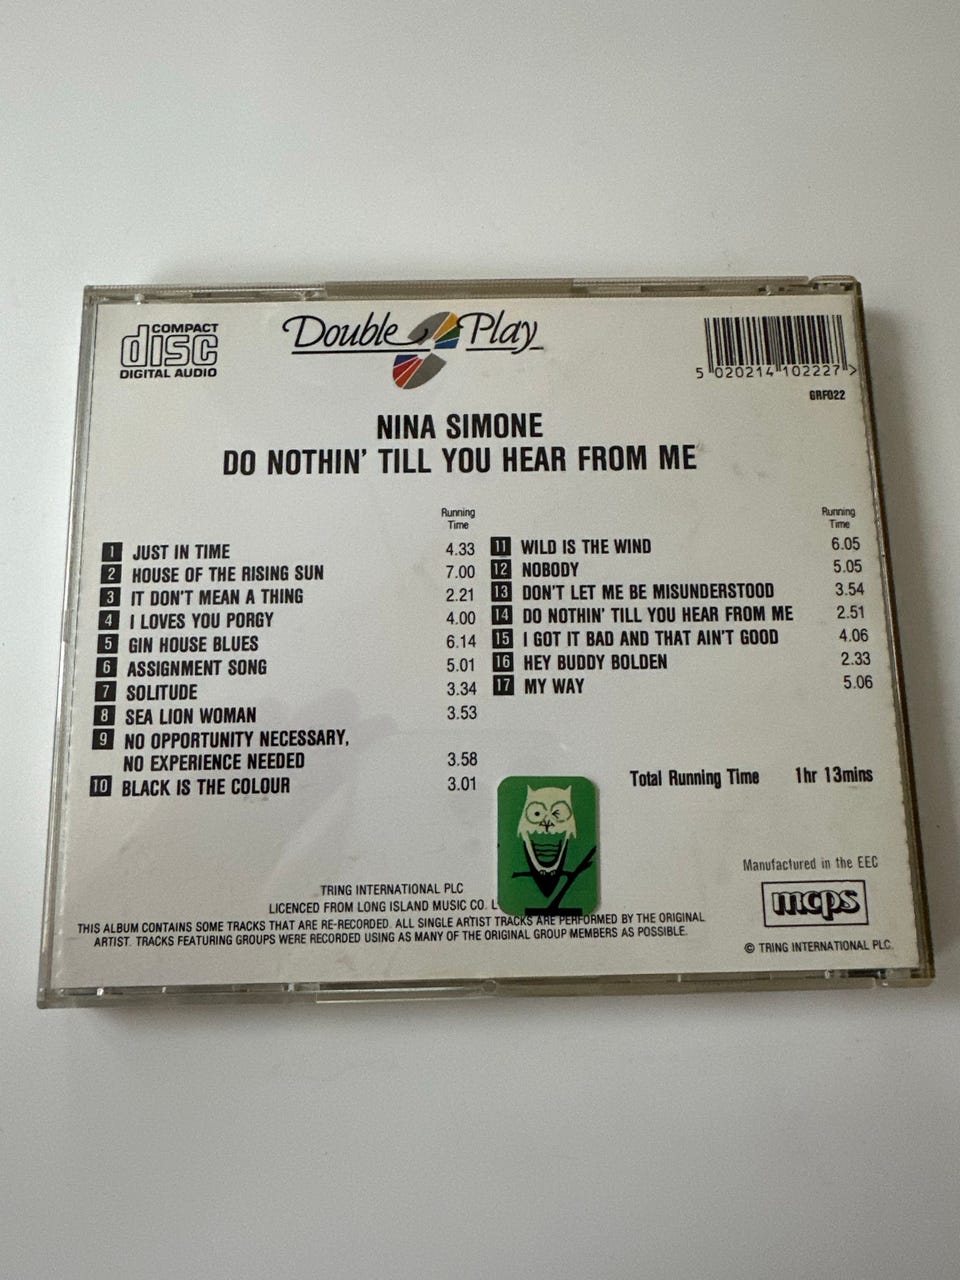 COMPACT
disc
DIGITAL AUDIO
Double Play
5 020214 102227 >
GRF022
NINA SIMONE
DO NOTHIN' TILL YOU HEAR FROM ME
Running
Time
1 JUST IN TIME 4.33
2 HOUSE OF THE RISING SUN 7.00
3 IT DON'T MEAN A THING 2.21
4 I LOVES YOU PORGY 4.00
5 GIN HOUSE BLUES 6.14
6 ASSIGNMENT SONG 5.01
7 SOLITUDE 3.34
8 SEA LION WOMAN 3.53
9 NO OPPORTUNITY NECESSARY,
NO EXPERIENCE NEEDED 3.58
10 BLACK IS THE COLOUR 3.01
Running
Time
11 WILD IS THE WIND 6.05
12 NOBODY 5.05
13 DON'T LET ME BE MISUNDERSTOOD 3.54
14 DO NOTHIN' TILL YOU HEAR FROM ME 2.51
15 I GOT IT BAD AND THAT AIN'T GOOD 4.06
16 HEY BUDDY BOLDEN 2.33
17 MY WAY 5.06
Total Running Time 1hr 13mins
Manufactured in the EEC
mcps
TRING INTERNATIONAL PLC
LICENCED FROM LONG ISLAND MUSIC CO.
THIS ALBUM CONTAINS SOME TRACKS THAT ARE RE-RECORDED. ALL SINGLE ARTIST TRACKS ARE PERFORMED BY THE ORIGINAL
ARTIST. TRACKS FEATURING GROUPS WERE RECORDED USING AS MANY OF THE ORIGINAL GROUP MEMBERS AS POSSIBLE.
© TRING INTERNATIONAL PLC.